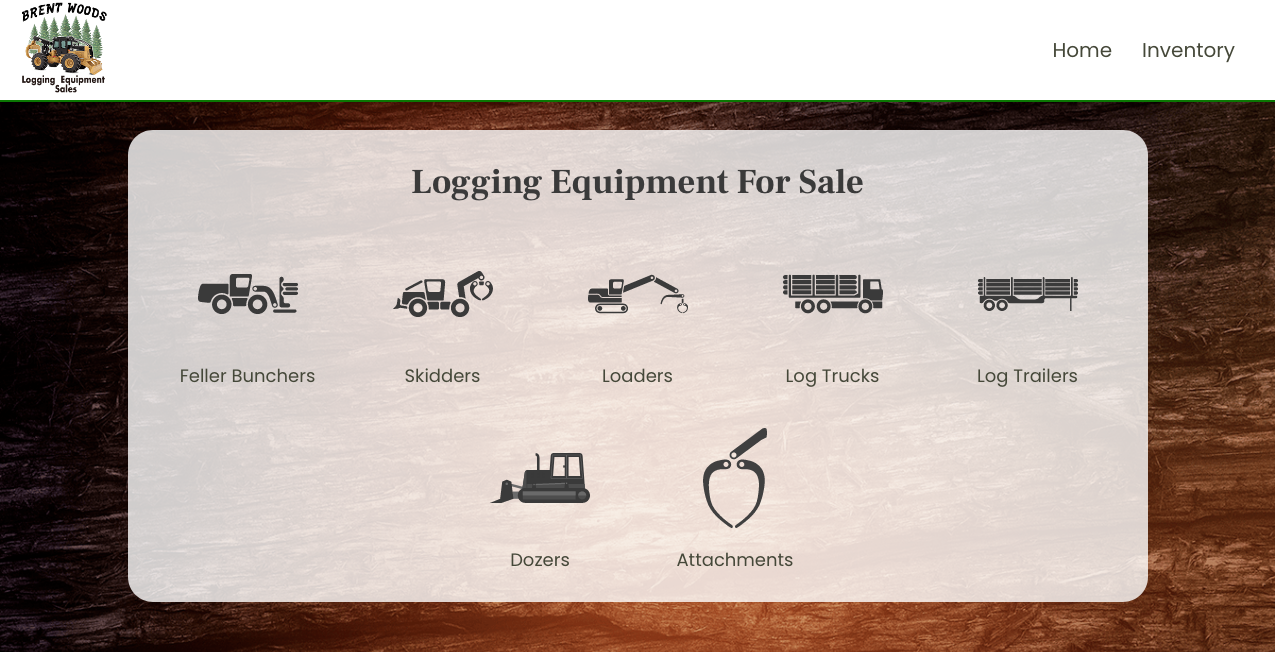 BRENT WOODS
Logging Equipment
Sales
Home Inventory
Logging Equipment For Sale
Feller Bunchers Skidders Loaders Log Trucks Log Trailers
Dozers Attachments